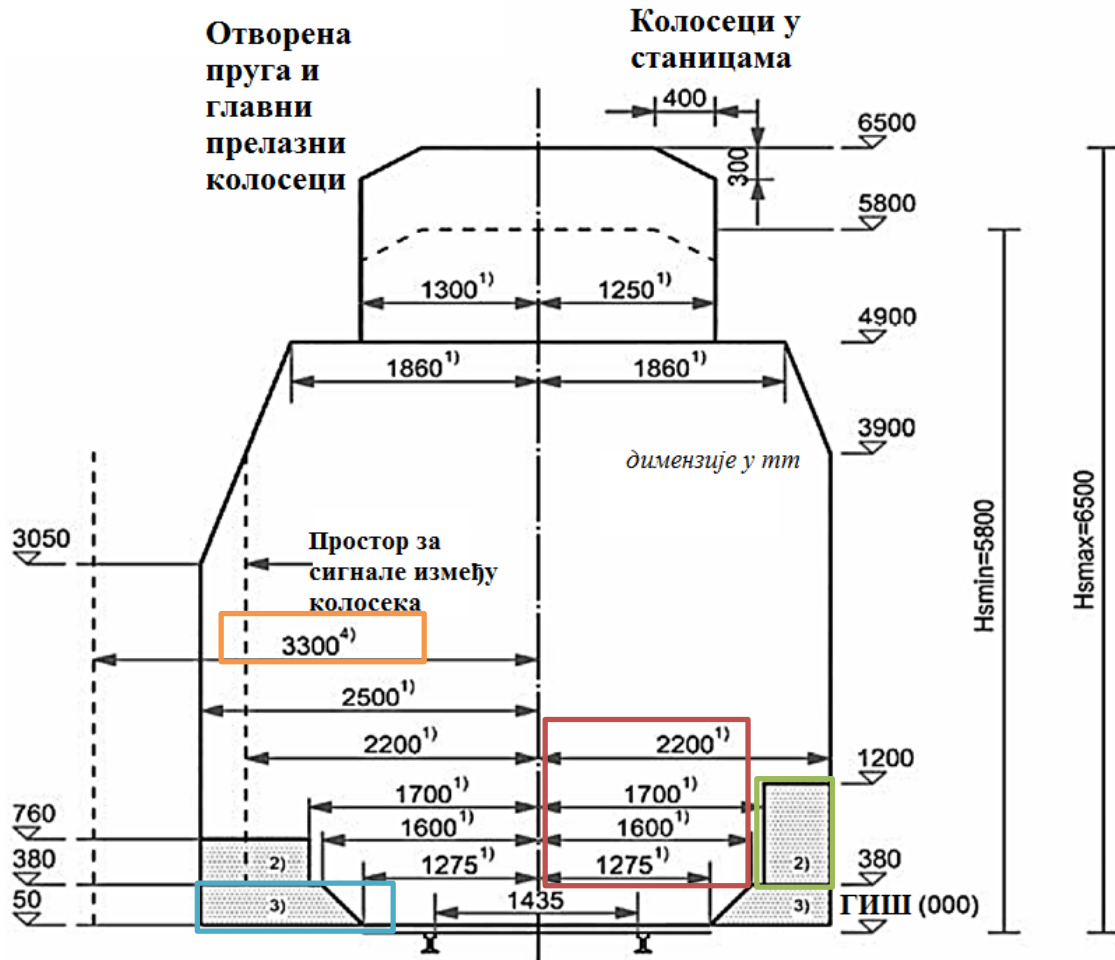 Отворена
пруга и
главни
прелазни
колосеци
Колосеци у
станицама
400
6500
300
5800
1300¹⁾
1250¹⁾
4900
1860¹⁾
1860¹⁾
3900
димензије у mm
3050
Простор за
сигнале између
колосека
Hsmin=5800
Hsmax=6500
3300⁴⁾
2500¹⁾
2200¹⁾
2200¹⁾
1200
1700¹⁾
1700¹⁾
760
1600¹⁾
1600¹⁾
380
2)
1275¹⁾
1275¹⁾
2)
380
50
3)
1435
3)
ГИШ (000)